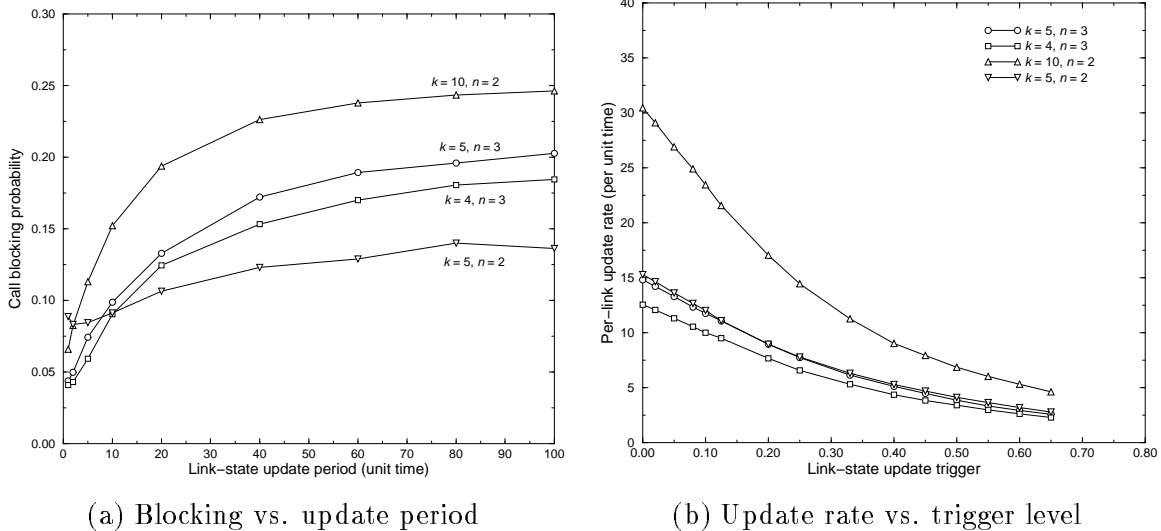 0.30
0.25
0.20
0.15
0.10
0.05
0.00
Call blocking probability
k = 10, n = 2
k = 5, n = 3
k = 4, n = 3
k = 5, n = 2
0 10 20 30 40 50 60 70 80 90 100
Link−state update period (unit time)
(a) Blocking vs. update period
40
35
30
25
20
15
10
5
0
Per−link update rate (per unit time)
k = 5, n = 3
k = 4, n = 3
k = 10, n = 2
k = 5, n = 2
0.00 0.10 0.20 0.30 0.40 0.50 0.60 0.70 0.80
Link−state update trigger
(b) Update rate vs. trigger level